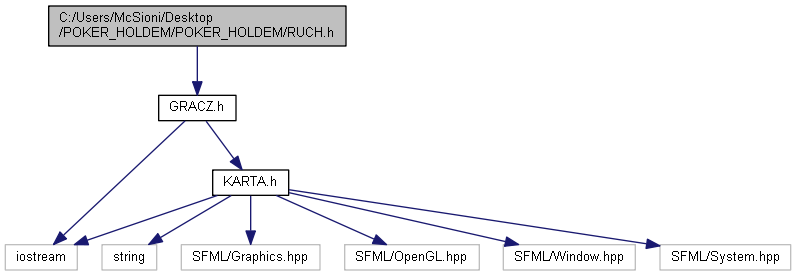 C:/Users/McSioni/Desktop
/POKER_HOLDEM/POKER_HOLDEM/RUCH.h
GRACZ.h
KARTA.h
iostream
string
SFML/Graphics.hpp
SFML/OpenGL.hpp
SFML/Window.hpp
SFML/System.hpp